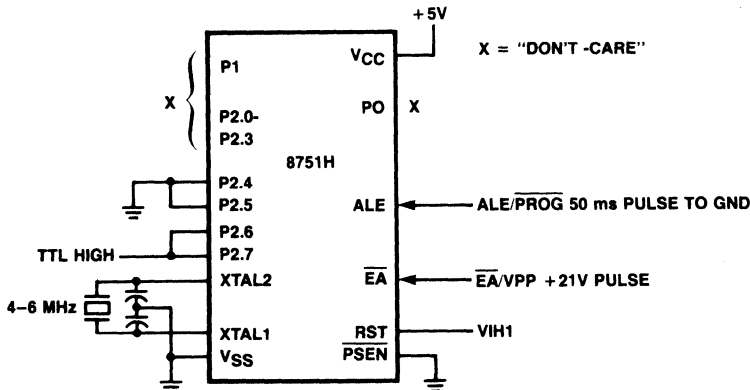 +5V
X = "DON'T -CARE"
VCC
P1
X
PO X
P2.0-
P2.3
8751H
P2.4
P2.5
ALE
ALE/PROG 50 ms PULSE TO GND
P2.6
TTL HIGH
P2.7
XTAL2
EA
EA/VPP +21V PULSE
4–6 MHz
XTAL1
RST
VIH1
VSS
PSEN